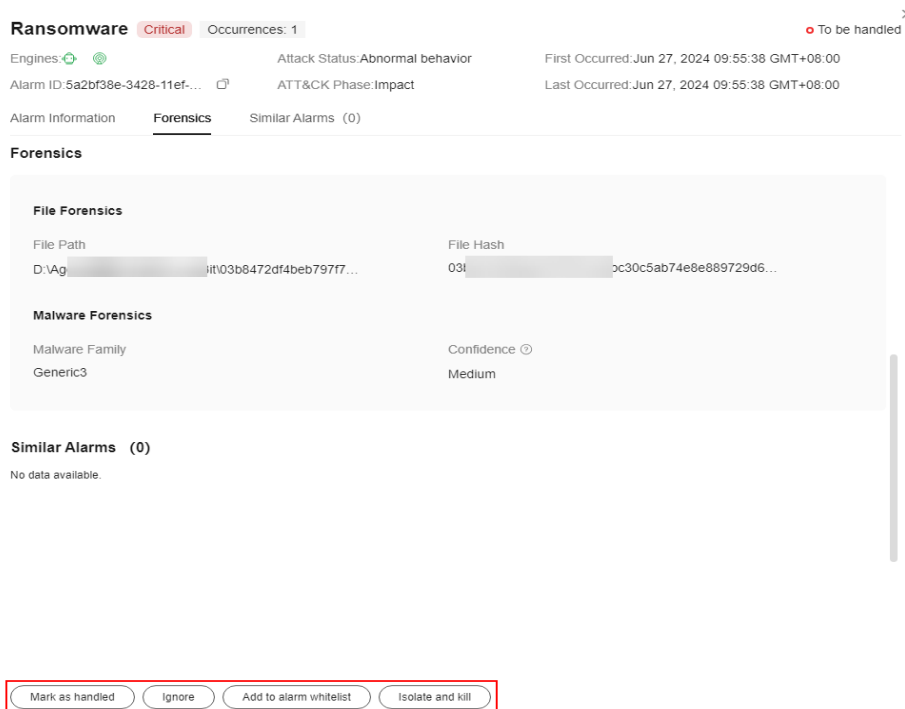 Ransomware Critical Occurrences: 1 To be handled
Engines: Attack Status:Abnormal behavior First Occurred:Jun 27, 2024 09:55:38 GMT+08:00
Alarm ID:5a2bf38e-3428-11ef-... ATT&CK Phase:Impact Last Occurred:Jun 27, 2024 09:55:38 GMT+08:00
Alarm Information Forensics Similar Alarms (0)
Forensics
File Forensics
File Path File Hash
D:\Ag it\03b8472df4beb797f7... 03 c30c5ab74e8e889729d6...
Malware Forensics
Malware Family Confidence ?
Generic3 Medium
Similar Alarms (0)
No data available.
Mark as handled Ignore Add to alarm whitelist Isolate and kill